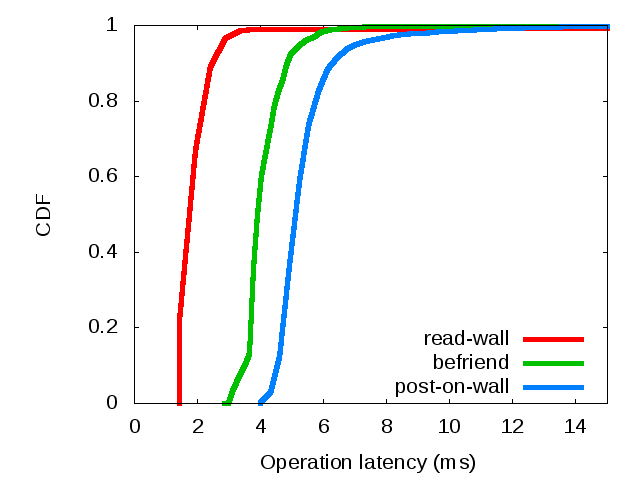 1
0.8
0.6
0.4
0.2
0
CDF
read-wall
befriend
post-on-wall
0 2 4 6 8 10 12 14
Operation latency (ms)